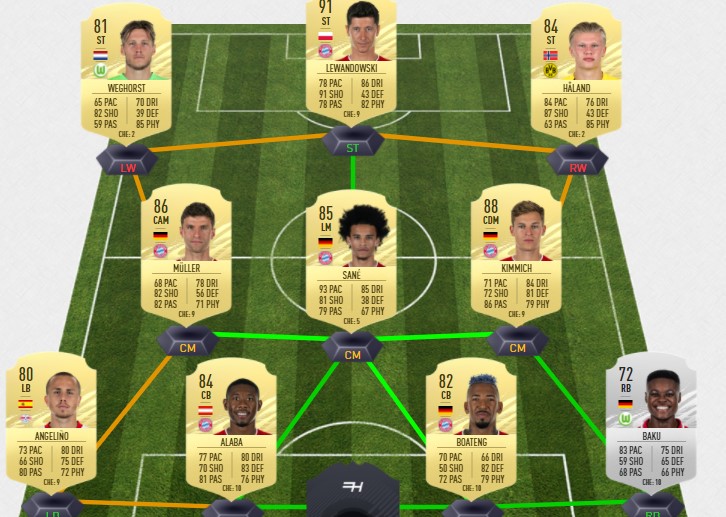 91
ST
LEWANDOWSKI
78 PAC 86 DRI
91 SHO 43 DEF
78 PAS 82 PHY
CHE: 9
ST
81
ST
WEGHORST
65 PAC 70 DRI
82 SHO 39 DEF
59 PAS 85 PHY
CHE: 2
LW
84
ST
HÅLAND
84 PAC 76 DRI
87 SHO 43 DEF
63 PAS 85 PHY
CHE: 2
RW
86
CAM
MÜLLER
68 PAC 78 DRI
82 SHO 56 DEF
82 PAS 71 PHY
CHE: 9
CM
85
LM
SANÉ
93 PAC 85 DRI
81 SHO 38 DEF
79 PAS 67 PHY
CHE: 5
CM
88
CDM
KIMMICH
71 PAC 84 DRI
72 SHO 81 DEF
86 PAS 79 PHY
CHE: 9
CM
80
LB
ANGELIÑO
73 PAC 80 DRI
66 SHO 75 DEF
80 PAS 72 PHY
CHE: 9
84
CB
ALABA
77 PAC 80 DRI
70 SHO 83 DEF
81 PAS 76 PHY
CHE: 10
82
CB
BOATENG
70 PAC 66 DRI
50 SHO 82 DEF
72 PAS 79 PHY
CHE: 10
72
RB
BAKU
83 PAC 75 DRI
59 SHO 65 DEF
68 PAS 66 PHY
CHE: 10